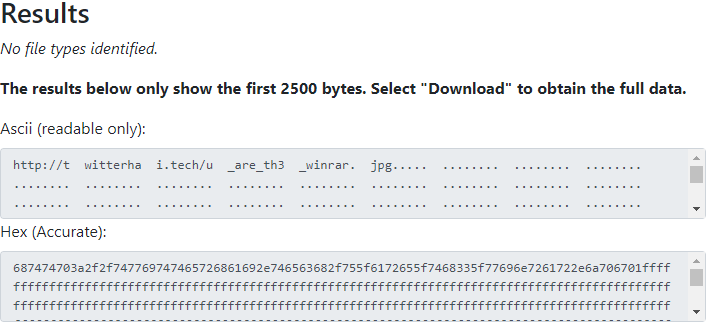 Results
No file types identified.
The results below only show the first 2500 bytes. Select "Download" to obtain the full data.
Ascii (readable only):
http://t  witterha  i.tech/u  _are_th3  _winrar.  jpg.....  ........  ........  ........
........  ........  ........  ........  ........  ........  ........  ........  ........
........  ........  ........  ........  ........  ........  ........  ........  ........
Hex (Accurate):
687474703a2f2f747769747465726861692e746563682f755f6172655f7468335f77696e7261722e6a706701ffff
ffffffffffffffffffffffffffffffffffffffffffffffffffffffffffffffffffffffffffffffffffffffffffff
ffffffffffffffffffffffffffffffffffffffffffffffffffffffffffffffffffffffffffffffffffffffffffff